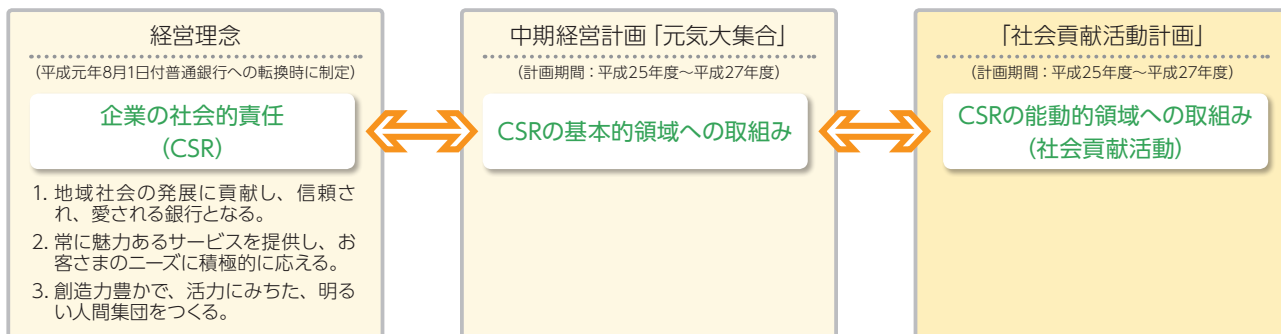 経営理念
(平成元年8月1日付普通銀行への転換時に制定)
企業の社会的責任
(CSR)
1. 地域社会の発展に貢献し、信頼さ
れ、愛される銀行となる。
2. 常に魅力あるサービスを提供し、お
客さまのニーズに積極的に応える。
3. 創造力豊かで、活力にみちた、明る
い人間集団をつくる。
中期経営計画「元気大集合」
(計画期間：平成25年度～平成27年度)
CSRの基本的領域への取組み
「社会貢献活動計画」
(計画期間：平成25年度～平成27年度)
CSRの能動的領域への取組み
(社会貢献活動)